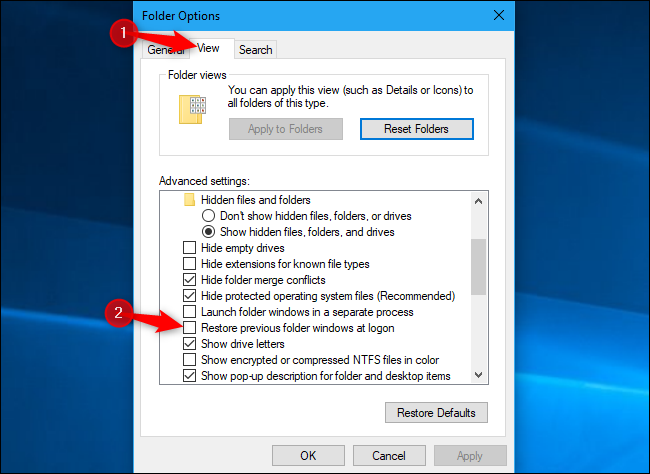 Folder Options
1
General
View
Search
Folder views
You can apply this view (such as Details or Icons) to
all folders of this type.
Apply to Folders
Reset Folders
Advanced settings:
Hidden files and folders
Don't show hidden files, folders, or drives
Show hidden files, folders, and drives
Hide empty drives
Hide extensions for known file types
Hide folder merge conflicts
Hide protected operating system files (Recommended)
Launch folder windows in a separate process
2
Restore previous folder windows at logon
Show drive letters
Show encrypted or compressed NTFS files in color
Show pop-up description for folder and desktop items
Restore Defaults
OK
Cancel
Apply